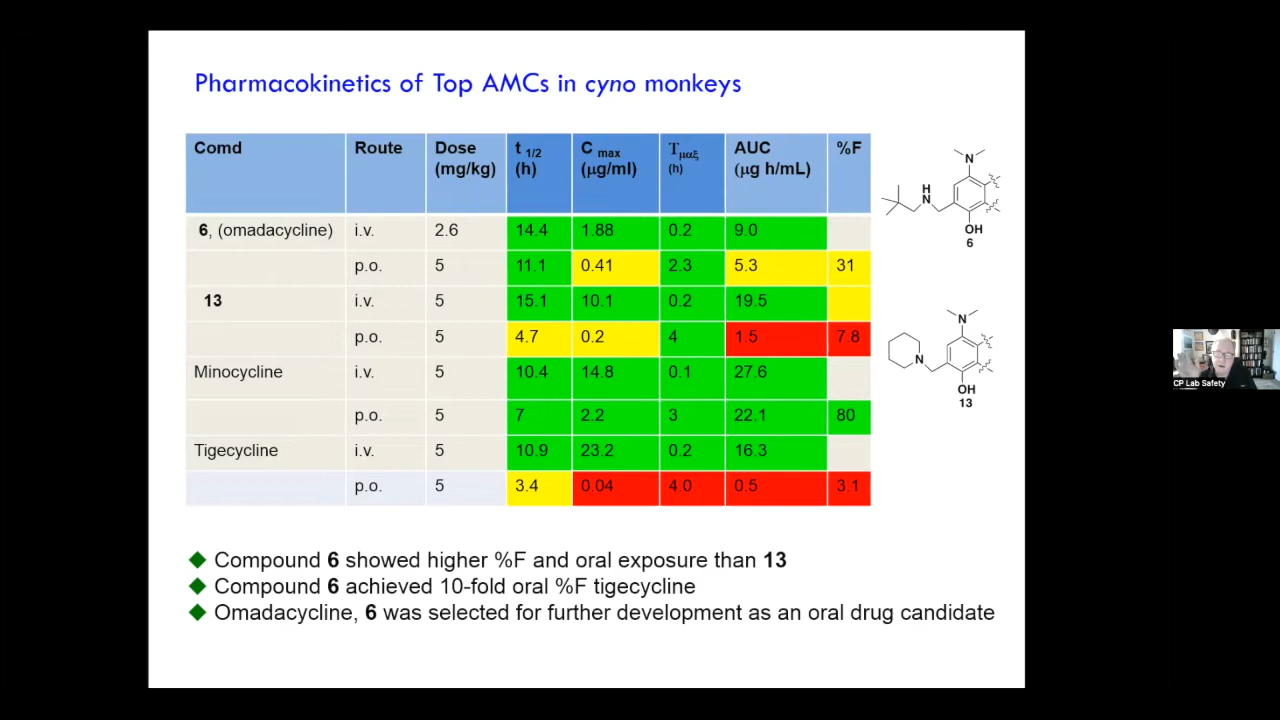 Pharmacokinetics of Top AMCs in cyno monkeys
Comd Route Dose (mg/kg) t 1/2 (h) C max (μg/ml) Tμαξ (h) AUC (μg h/mL) %F
6, (omadacycline) i.v. 2.6 14.4 1.88 0.2 9.0
p.o. 5 11.1 0.41 2.3 5.3 31
13 i.v. 5 15.1 10.1 0.2 19.5
p.o. 5 4.7 0.2 4 1.5 7.8
Minocycline i.v. 5 10.4 14.8 0.1 27.6
p.o. 5 7 2.2 3 22.1 80
Tigecycline i.v. 5 10.9 23.2 0.2 16.3
p.o. 5 3.4 0.04 4.0 0.5 3.1
N
H
N
OH
6
N
N
OH
13
◆ Compound 6 showed higher %F and oral exposure than 13
◆ Compound 6 achieved 10-fold oral %F tigecycline
◆ Omadacycline, 6 was selected for further development as an oral drug candidate
CP Lab Safety